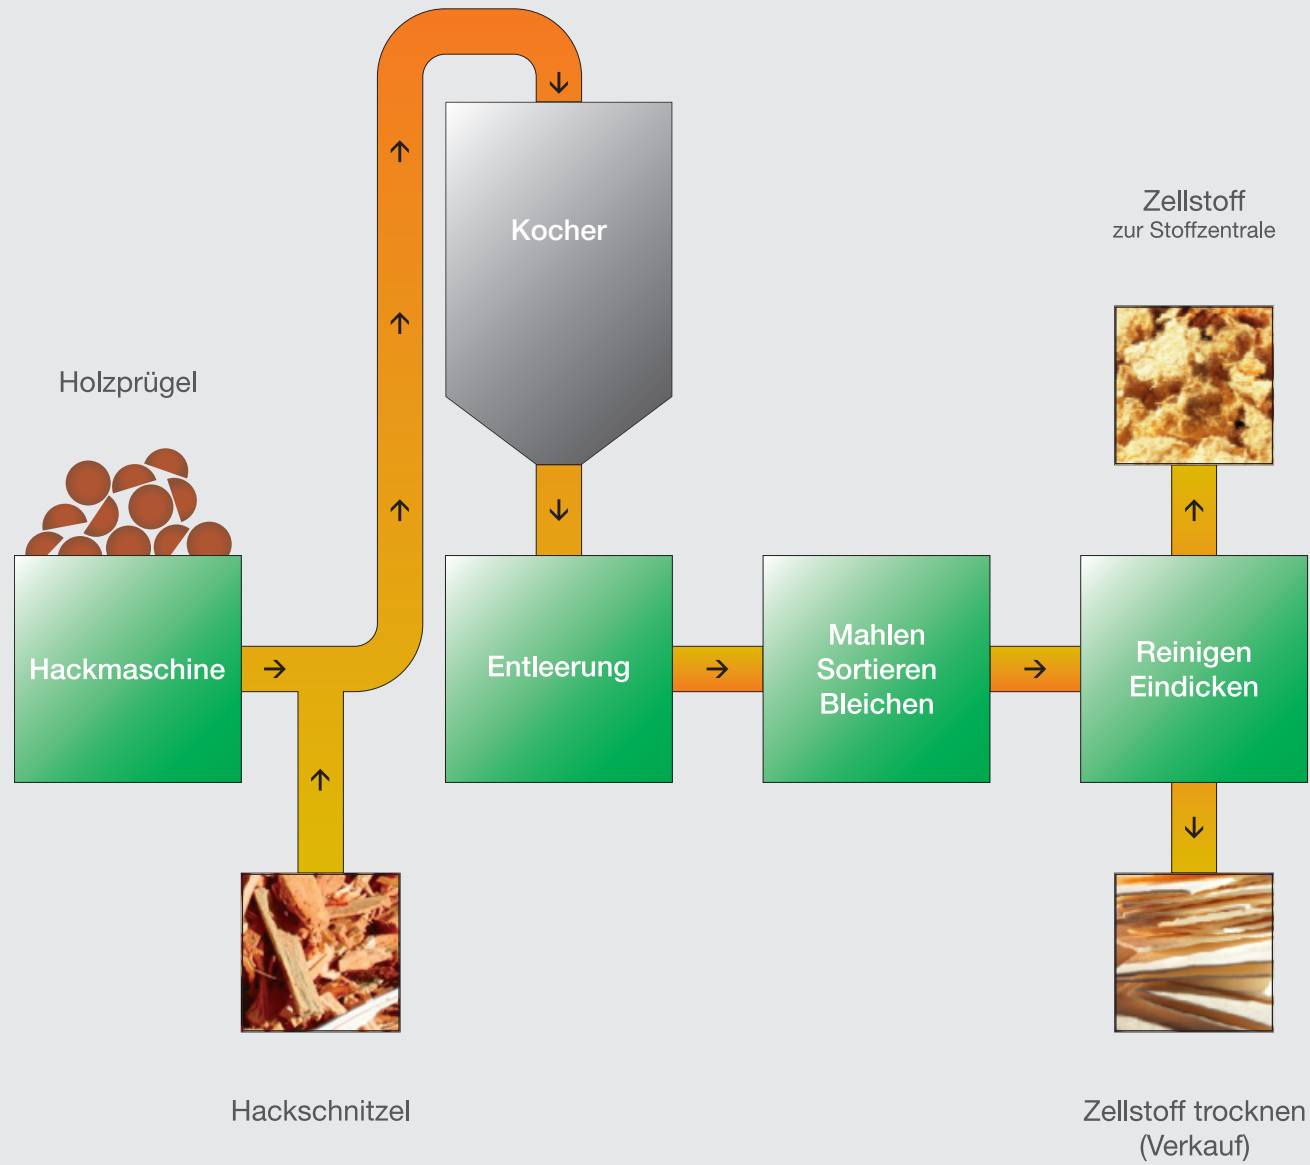 Kocher
Zellstoff
zur Stoffzentrale
Holzprügel
Hackmaschine
Entleerung
Mahlen
Sortieren
Bleichen
Reinigen
Eindicken
Hackschnitzel
Zellstoff trocknen
(Verkauf)